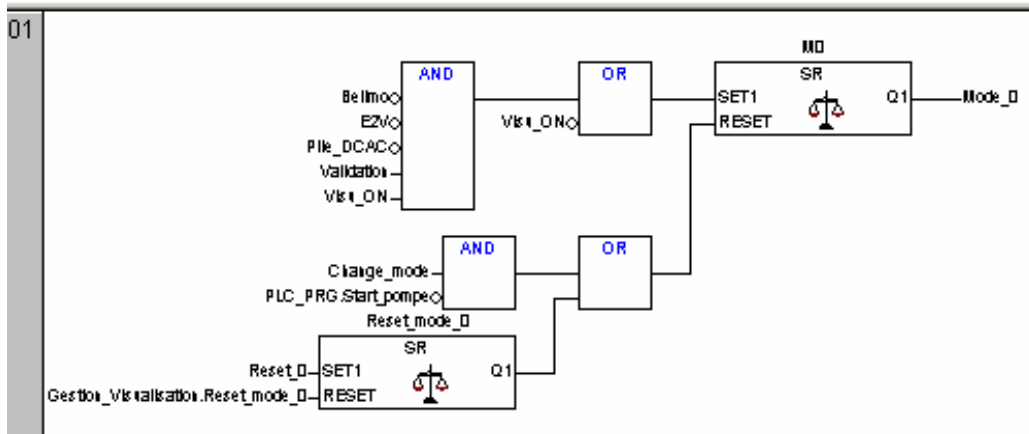 01
M0
AND
OR
SR
Belimo
SET1
Q1
Mode_0
E2V
Visu_ON
RESET
Pile_DCAC
Validation
Visu_ON
AND
OR
Change_mode
PLC_PRG.Start_pompe
Reset_mode_0
SR
Reset_0
SET1
Q1
Gestion_Visualisation.Reset_mode_0
RESET